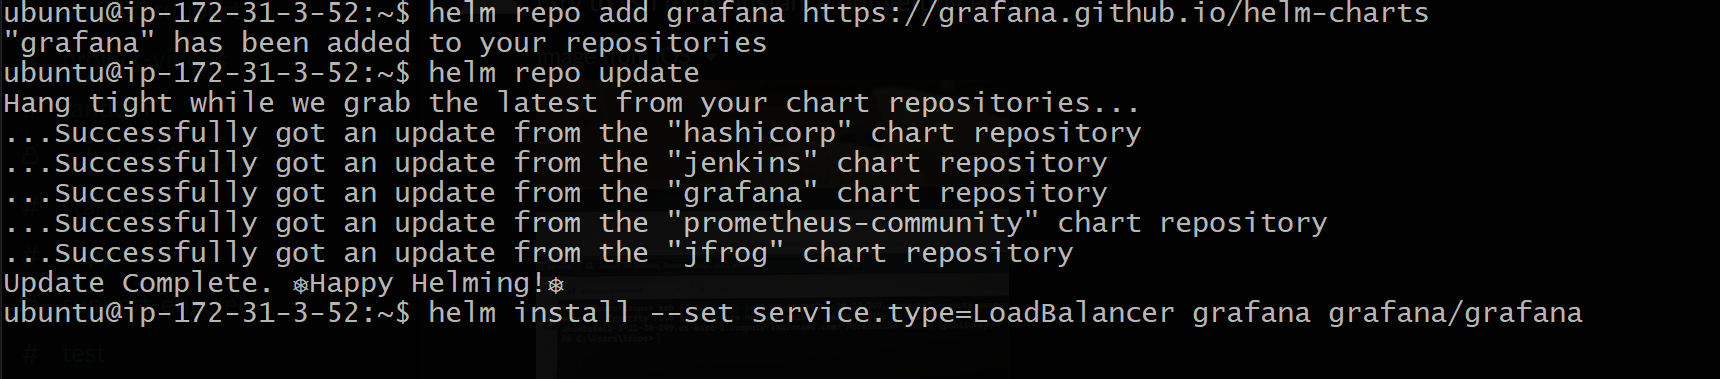 ubuntu@ip-172-31-3-52:~$ helm repo add grafana https://grafana.github.io/helm-charts
"grafana" has been added to your repositories
ubuntu@ip-172-31-3-52:~$ helm repo update
Hang tight while we grab the latest from your chart repositories...
...Successfully got an update from the "hashicorp" chart repository
...Successfully got an update from the "jenkins" chart repository
...Successfully got an update from the "grafana" chart repository
...Successfully got an update from the "prometheus-community" chart repository
...Successfully got an update from the "jfrog" chart repository
Update Complete. ⎈Happy Helming!⎈
ubuntu@ip-172-31-3-52:~$ helm install --set service.type=LoadBalancer grafana grafana/grafana
# test